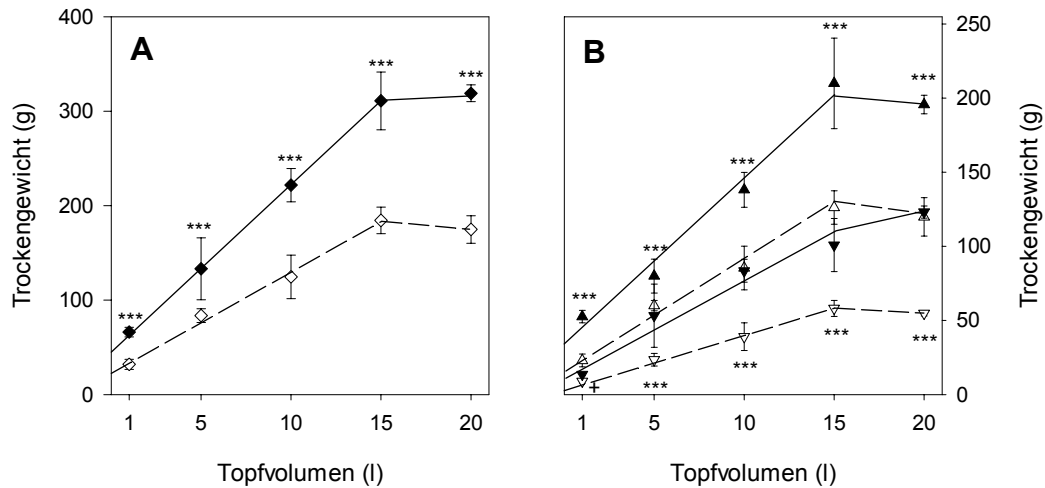 A
B
Trockengewicht (g)
400
300
200
100
0
*** *** *** *** ***
1 5 10 15 20
Topfvolumen (l)
*** *** *** *** ***
+ *** *** *** ***
1 5 10 15 20
Topfvolumen (l)
250
200
150
100
50
0
Trockengewicht (g)